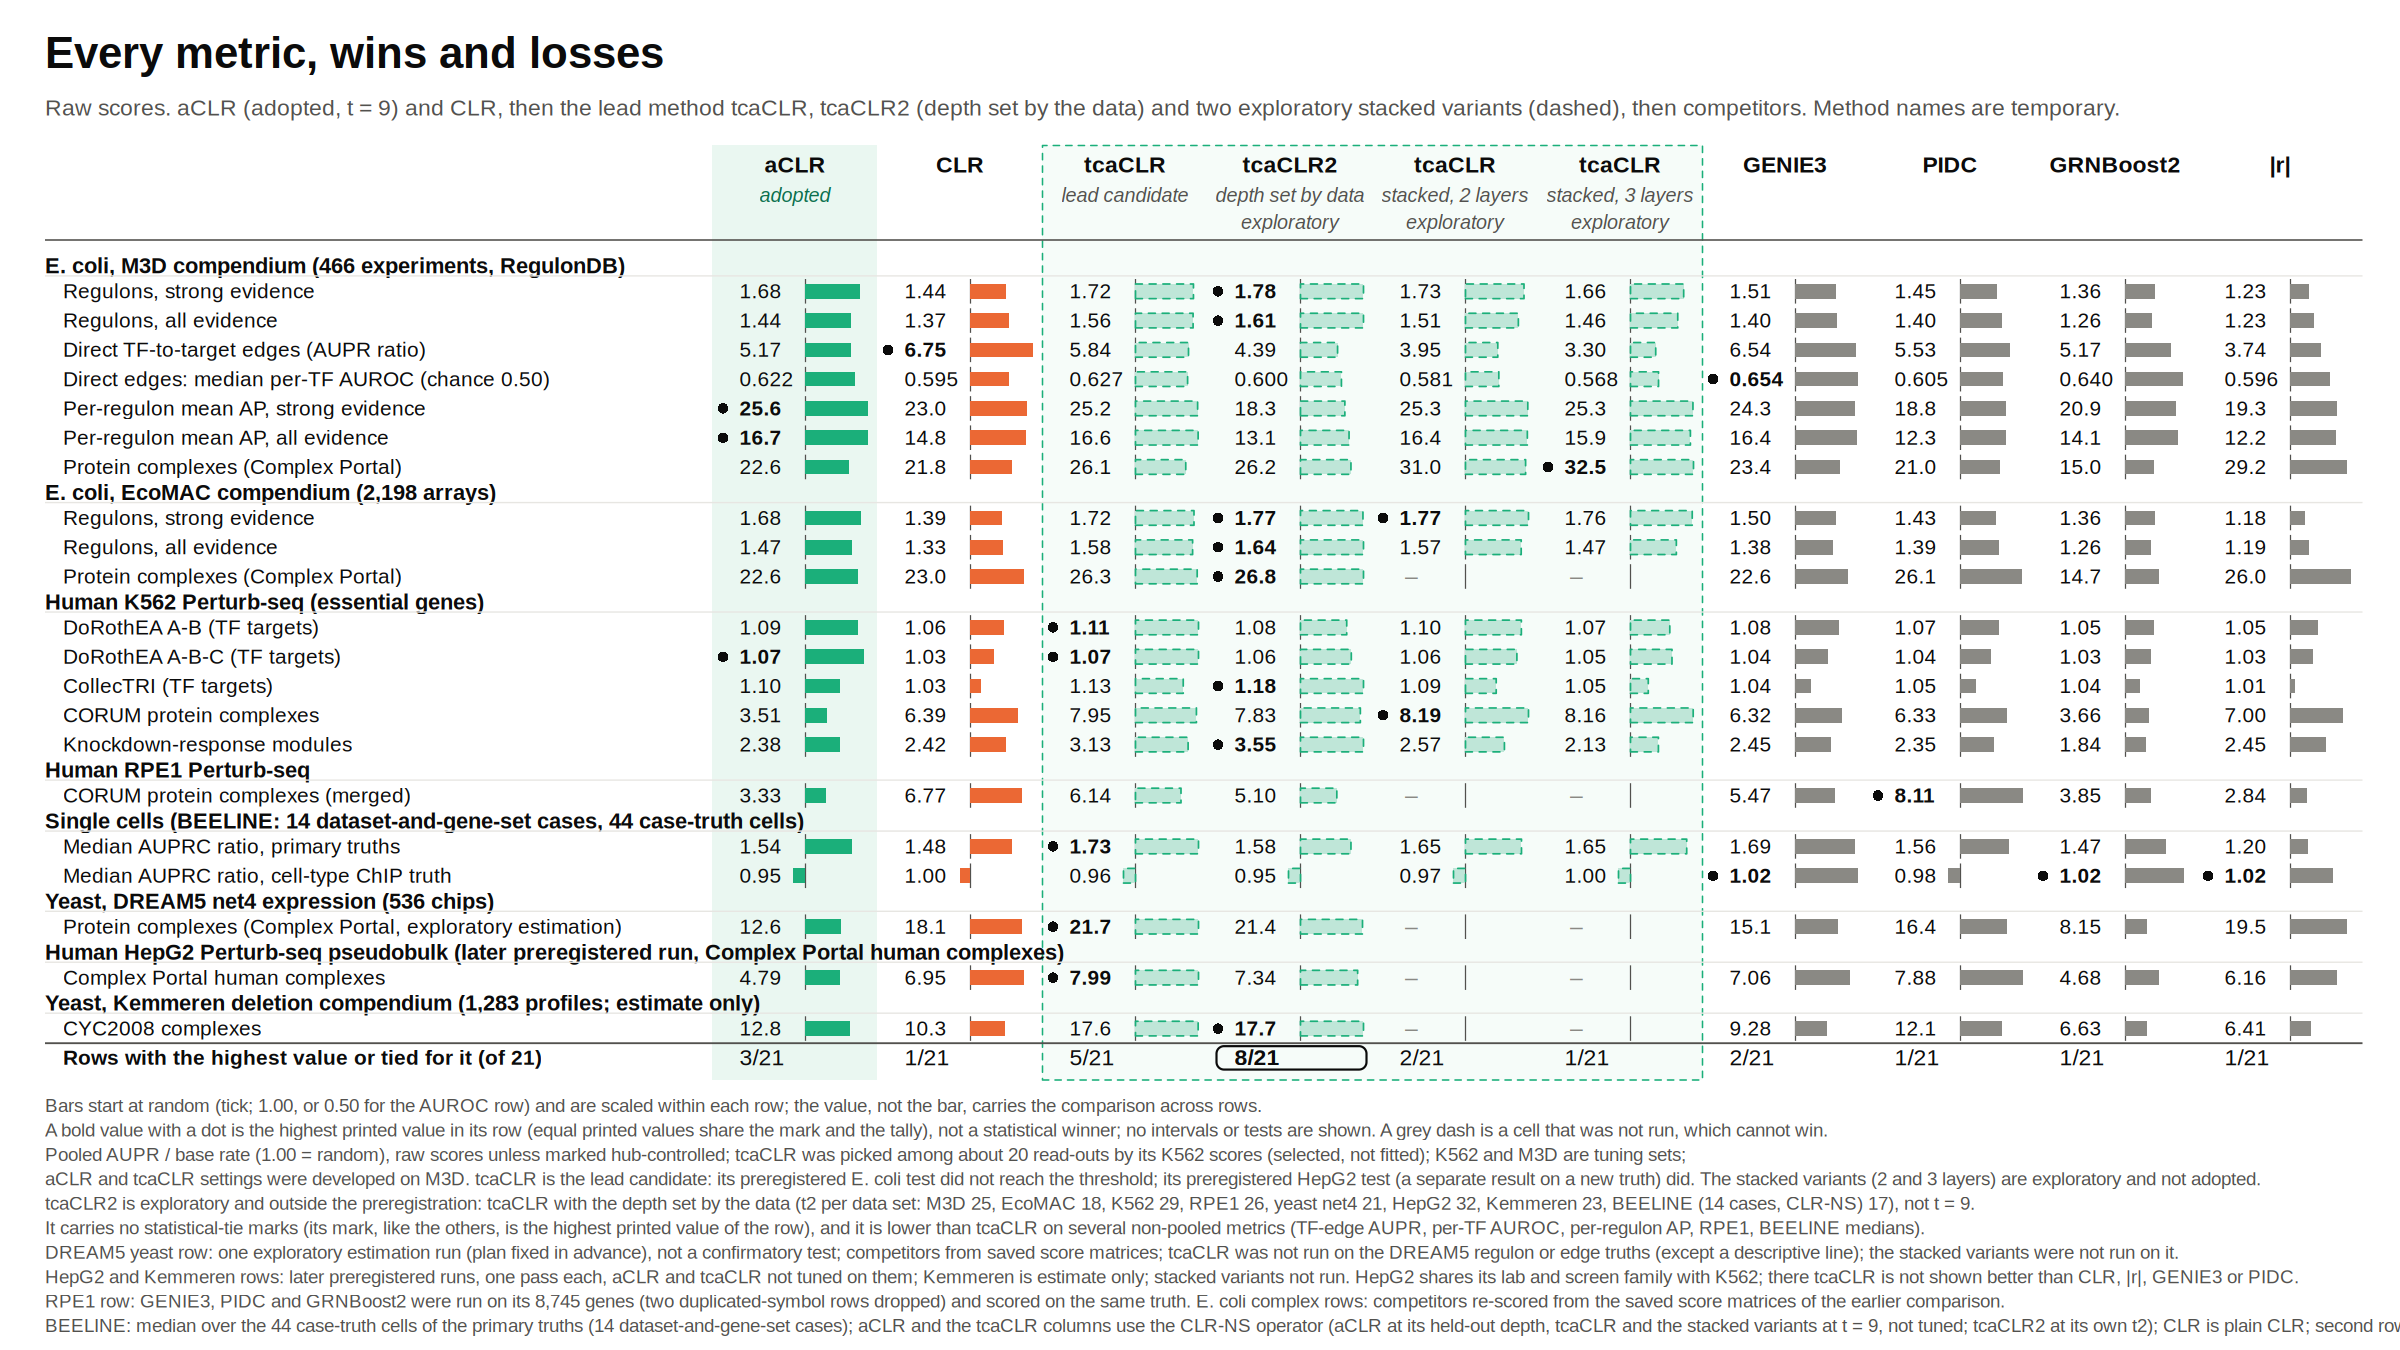 Every metric, wins and losses
Raw scores. aCLR (adopted, t = 9) and CLR, then the lead method tcaCLR, tcaCLR2 (depth set by the data) and two exploratory stacked variants (dashed), then competitors. Method names are temporary.
aCLR CLR tcaCLR tcaCLR2 tcaCLR tcaCLR GENIE3 PIDC GRNBoost2 |r|
adopted lead candidate depth set by data stacked, 2 layers stacked, 3 layers
exploratory exploratory exploratory
E. coli, M3D compendium (466 experiments, RegulonDB)
Regulons, strong evidence 1.68 1.44 1.72 • 1.78 1.73 1.66 1.51 1.45 1.36 1.23
Regulons, all evidence 1.44 1.37 1.56 • 1.61 1.51 1.46 1.40 1.40 1.26 1.23
Direct TF-to-target edges (AUPR ratio) 5.17 • 6.75 5.84 4.39 3.95 3.30 6.54 5.53 5.17 3.74
Direct edges: median per-TF AUROC (chance 0.50) 0.622 0.595 0.627 0.600 0.581 0.568 • 0.654 0.605 0.640 0.596
Per-regulon mean AP, strong evidence • 25.6 23.0 25.2 18.3 25.3 25.3 24.3 18.8 20.9 19.3
Per-regulon mean AP, all evidence • 16.7 14.8 16.6 13.1 16.4 15.9 16.4 12.3 14.1 12.2
Protein complexes (Complex Portal) 22.6 21.8 26.1 26.2 31.0 • 32.5 23.4 21.0 15.0 29.2
E. coli, EcoMAC compendium (2,198 arrays)
Regulons, strong evidence 1.68 1.39 1.72 • 1.77 • 1.77 1.76 1.50 1.43 1.36 1.18
Regulons, all evidence 1.47 1.33 1.58 • 1.64 1.57 1.47 1.38 1.39 1.26 1.19
Protein complexes (Complex Portal) 22.6 23.0 26.3 • 26.8 – – 22.6 26.1 14.7 26.0
Human K562 Perturb-seq (essential genes)
DoRothEA A-B (TF targets) 1.09 1.06 • 1.11 1.08 1.10 1.07 1.08 1.07 1.05 1.05
DoRothEA A-B-C (TF targets) • 1.07 1.03 • 1.07 1.06 1.06 1.05 1.04 1.04 1.03 1.03
CollecTRI (TF targets) 1.10 1.03 1.13 • 1.18 1.09 1.05 1.04 1.05 1.04 1.01
CORUM protein complexes 3.51 6.39 7.95 7.83 • 8.19 8.16 6.32 6.33 3.66 7.00
Knockdown-response modules 2.38 2.42 3.13 • 3.55 2.57 2.13 2.45 2.35 1.84 2.45
Human RPE1 Perturb-seq
CORUM protein complexes (merged) 3.33 6.77 6.14 5.10 – – 5.47 • 8.11 3.85 2.84
Single cells (BEELINE: 14 dataset-and-gene-set cases, 44 case-truth cells)
Median AUPRC ratio, primary truths 1.54 1.48 • 1.73 1.58 1.65 1.65 1.69 1.56 1.47 1.20
Median AUPRC ratio, cell-type ChIP truth 0.95 1.00 0.96 0.95 0.97 1.00 • 1.02 0.98 • 1.02 • 1.02
Yeast, DREAM5 net4 expression (536 chips)
Protein complexes (Complex Portal, exploratory estimation) 12.6 18.1 • 21.7 21.4 – – 15.1 16.4 8.15 19.5
Human HepG2 Perturb-seq pseudobulk (later preregistered run, Complex Portal human complexes)
Complex Portal human complexes 4.79 6.95 • 7.99 7.34 – – 7.06 7.88 4.68 6.16
Yeast, Kemmeren deletion compendium (1,283 profiles; estimate only)
CYC2008 complexes 12.8 10.3 17.6 • 17.7 – – 9.28 12.1 6.63 6.41
Rows with the highest value or tied for it (of 21) 3/21 1/21 5/21 8/21 2/21 1/21 2/21 1/21 1/21 1/21
Bars start at random (tick; 1.00, or 0.50 for the AUROC row) and are scaled within each row; the value, not the bar, carries the comparison across rows.
A bold value with a dot is the highest printed value in its row (equal printed values share the mark and the tally), not a statistical winner; no intervals or tests are shown. A grey dash is a cell that was not run, which cannot win.
Pooled AUPR / base rate (1.00 = random), raw scores unless marked hub-controlled; tcaCLR was picked among about 20 read-outs by its K562 scores (selected, not fitted); K562 and M3D are tuning sets;
aCLR and tcaCLR settings were developed on M3D. tcaCLR is the lead candidate: its preregistered E. coli test did not reach the threshold; its preregistered HepG2 test (a separate result on a new truth) did. The stacked variants (2 and 3 layers) are exploratory and not adopted.
tcaCLR2 is exploratory and outside the preregistration: tcaCLR with the depth set by the data (t2 per data set: M3D 25, EcoMAC 18, K562 29, RPE1 26, yeast net4 21, HepG2 32, Kemmeren 23, BEELINE (14 cases, CLR-NS) 17), not t = 9.
It carries no statistical-tie marks (its mark, like the others, is the highest printed value of the row), and it is lower than tcaCLR on several non-pooled metrics (TF-edge AUPR, per-TF AUROC, per-regulon AP, RPE1, BEELINE medians).
DREAM5 yeast row: one exploratory estimation run (plan fixed in advance), not a confirmatory test; competitors from saved score matrices; tcaCLR was not run on the DREAM5 regulon or edge truths (except a descriptive line); the stacked variants were not run on it.
HepG2 and Kemmeren rows: later preregistered runs, one pass each, aCLR and tcaCLR not tuned on them; Kemmeren is estimate only; stacked variants not run. HepG2 shares its lab and screen family with K562; there tcaCLR is not shown better than CLR, |r|, GENIE3 or PIDC.
RPE1 row: GENIE3, PIDC and GRNBoost2 were run on its 8,745 genes (two duplicated-symbol rows dropped) and scored on the same truth. E. coli complex rows: competitors re-scored from the saved score matrices of the earlier comparison.
BEELINE: median over the 44 case-truth cells of the primary truths (14 dataset-and-gene-set cases); aCLR and the tcaCLR columns use the CLR-NS operator (aCLR at its held-out depth, tcaCLR and the stacked variants at t = 9, not tuned; tcaCLR2 at its own t2); CLR is plain CLR; second